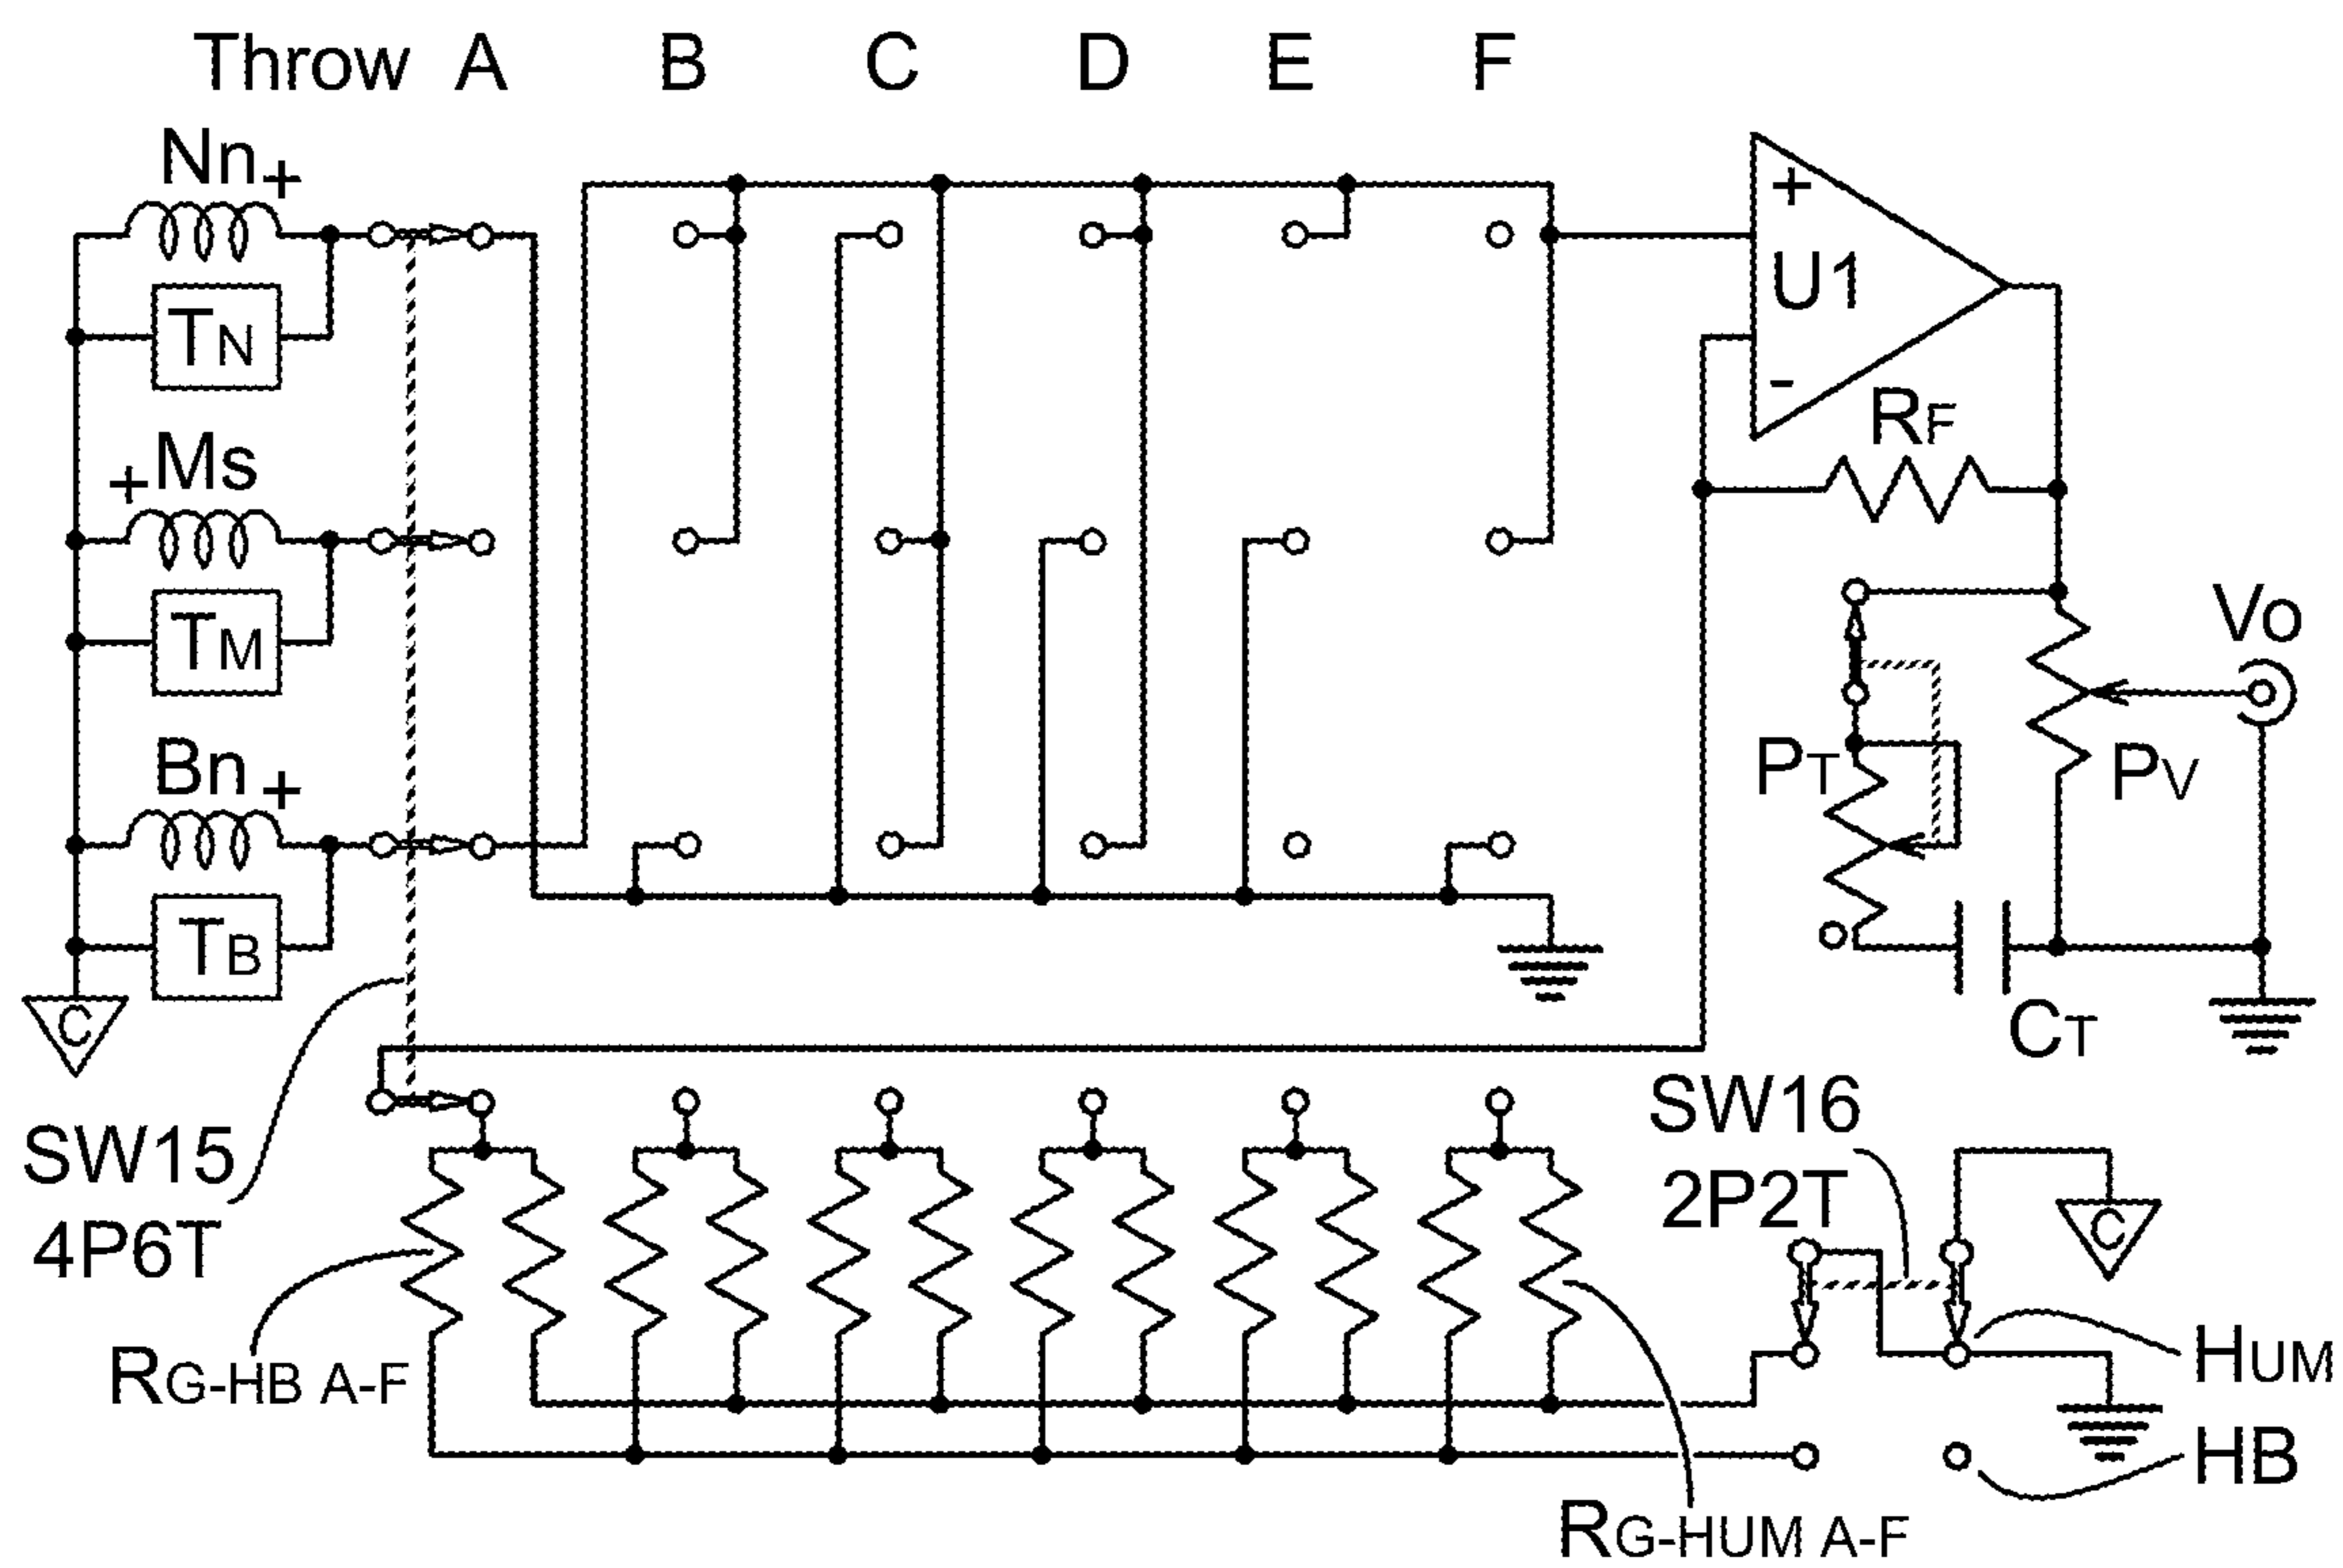 Throw A B C D E F
Nn +
TN
+ Ms
TM
Bn +
TB
C
+
U1
-
RF
Vo
PT
PV
CT
SW15
4P6T
SW16
2P2T
C
RG-HB A-F
HUM
HB
RG-HUM A-F